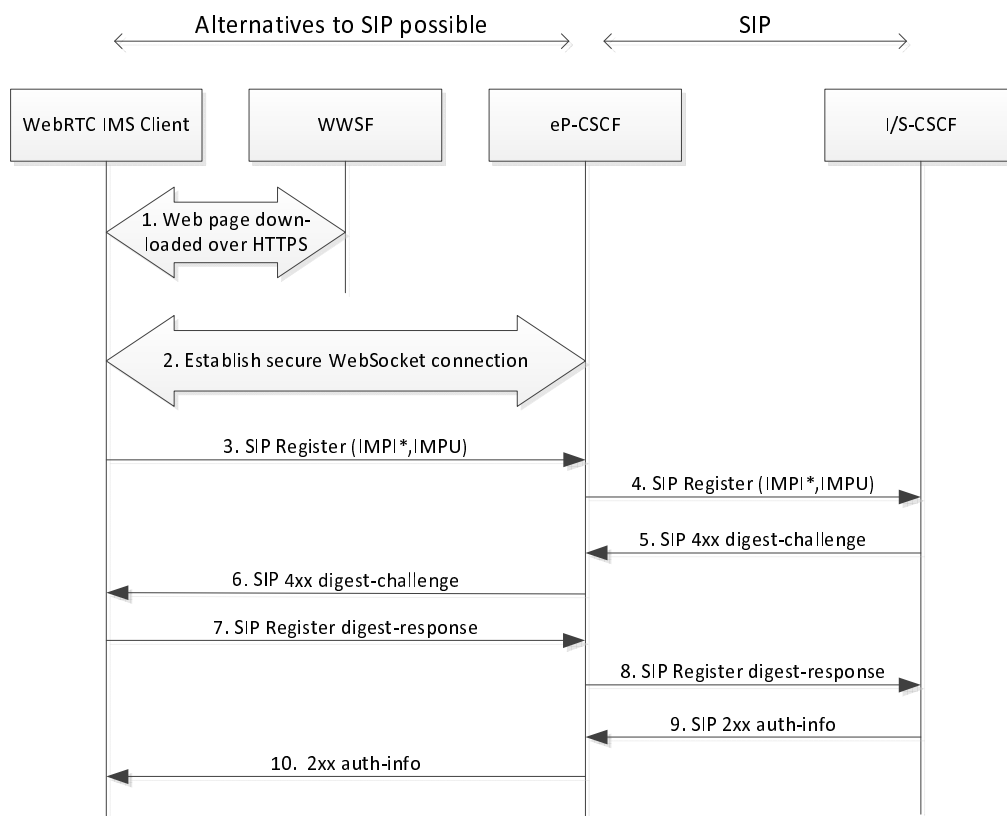 Alternatives to SIP possible
SIP
WebRTC IMS Client
WWSF
eP-CSCF
I/S-CSCF
1. Web page down-
loaded over HTTPS
2. Establish secure WebSocket connection
3. SIP Register (IMPI*,IMPU)
4. SIP Register (IMPI*,IMPU)
5. SIP 4xx digest-challenge
6. SIP 4xx digest-challenge
7. SIP Register digest-response
8. SIP Register digest-response
9. SIP 2xx auth-info
10. 2xx auth-info